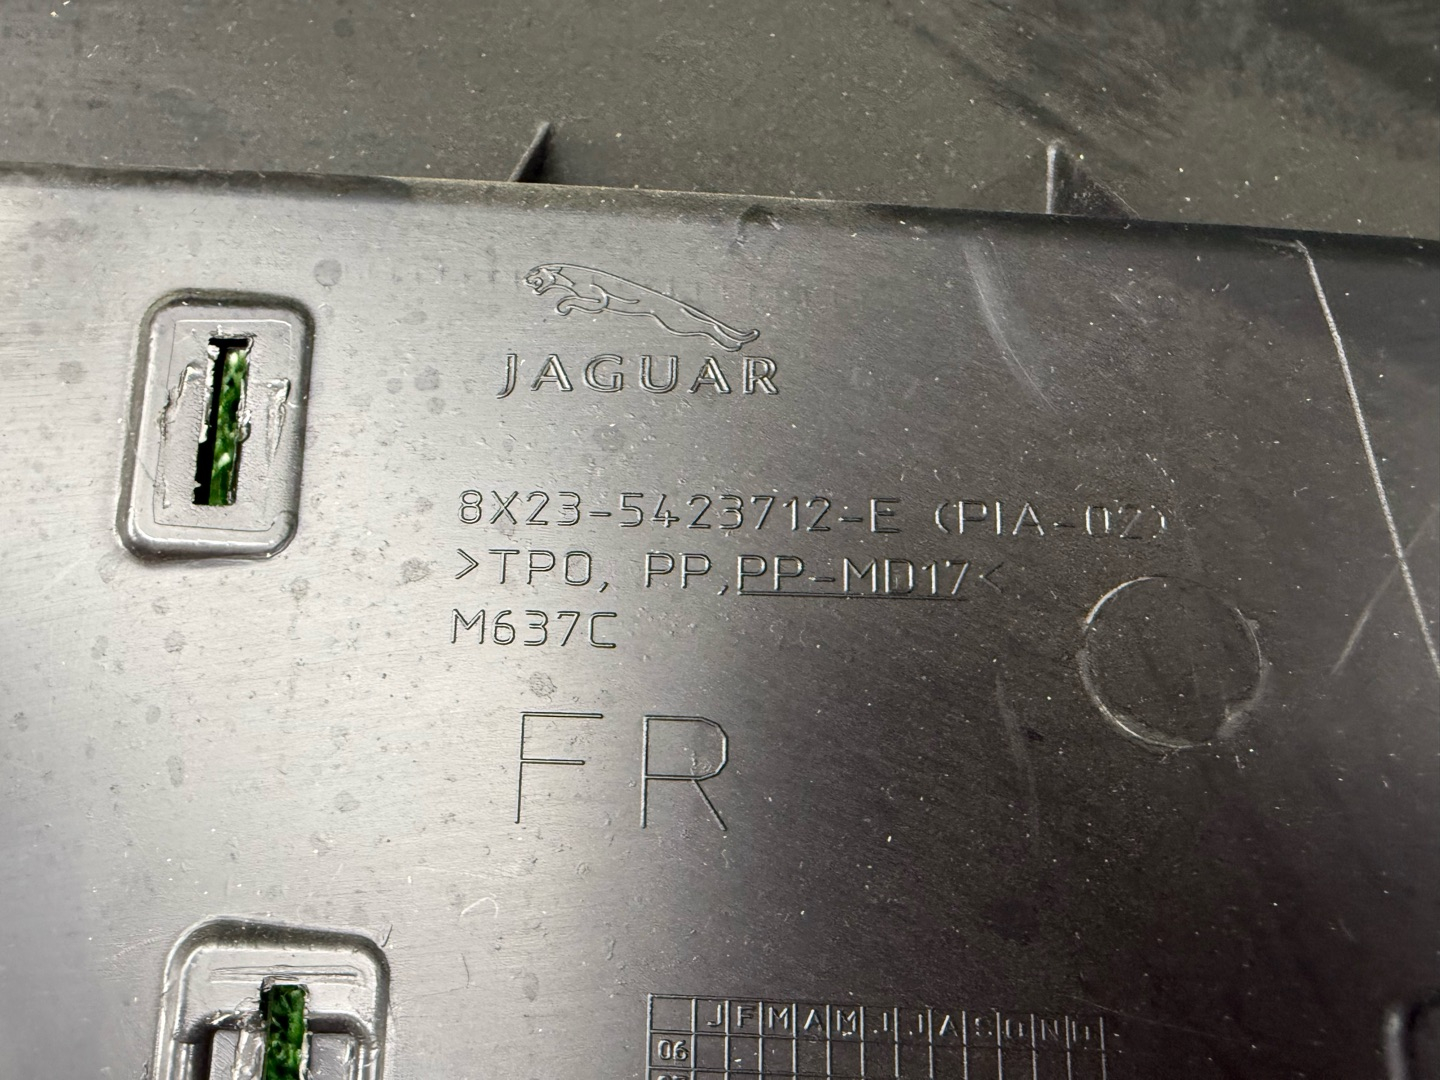 JAGUAR
8X23-5423712-E (PIA-02)
>TPO, PP,PP-MD17<
M637C
FR
J F M A M J J A S O N D
06